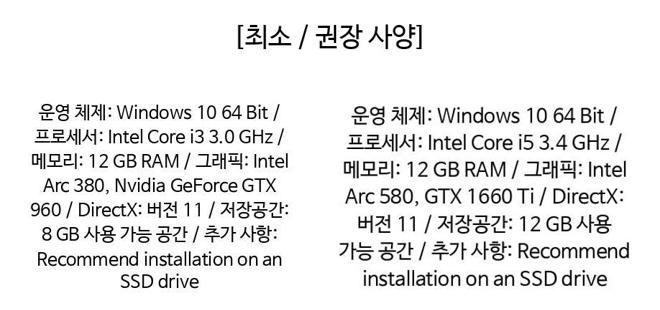 [최소 / 권장 사양]
운영 체제: Windows 10 64 Bit /
프로세서: Intel Core i3 3.0 GHz /
메모리: 12 GB RAM / 그래픽: Intel
Arc 380, Nvidia GeForce GTX
960 / DirectX: 버전 11 / 저장공간:
8 GB 사용 가능 공간 / 추가 사항:
Recommend installation on an
SSD drive
운영 체제: Windows 10 64 Bit /
프로세서: Intel Core i5 3.4 GHz /
메모리: 12 GB RAM / 그래픽: Intel
Arc 580, GTX 1660 Ti / DirectX:
버전 11 / 저장공간: 12 GB 사용
가능 공간 / 추가 사항: Recommend
installation on an SSD drive